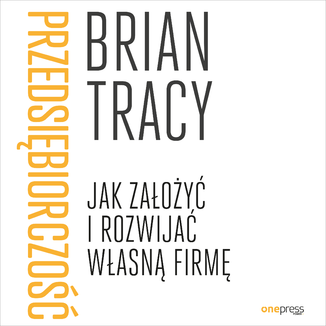 PRZEDSIĘBIORCZOŚĆ
BRIAN
TRACY
JAK ZAŁOŻYĆ
I ROZWIJAĆ
WŁASNĄ FIRMĘ
onepress